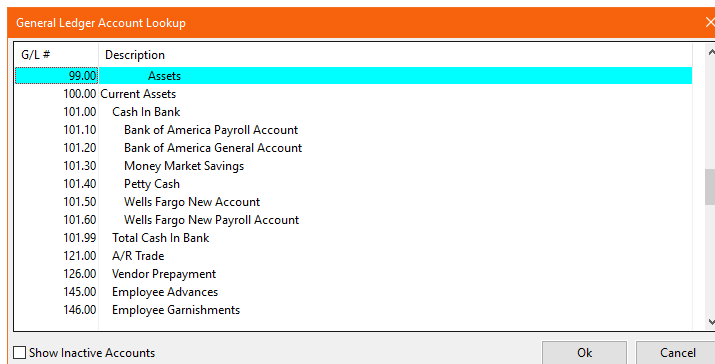 General Ledger Account Lookup
G/L # Description
99.00 Assets
100.00 Current Assets
101.00 Cash In Bank
101.10 Bank of America Payroll Account
101.20 Bank of America General Account
101.30 Money Market Savings
101.40 Petty Cash
101.50 Wells Fargo New Account
101.60 Wells Fargo New Payroll Account
101.99 Total Cash In Bank
121.00 A/R Trade
126.00 Vendor Prepayment
145.00 Employee Advances
146.00 Employee Garnishments
Show Inactive Accounts Ok Cancel